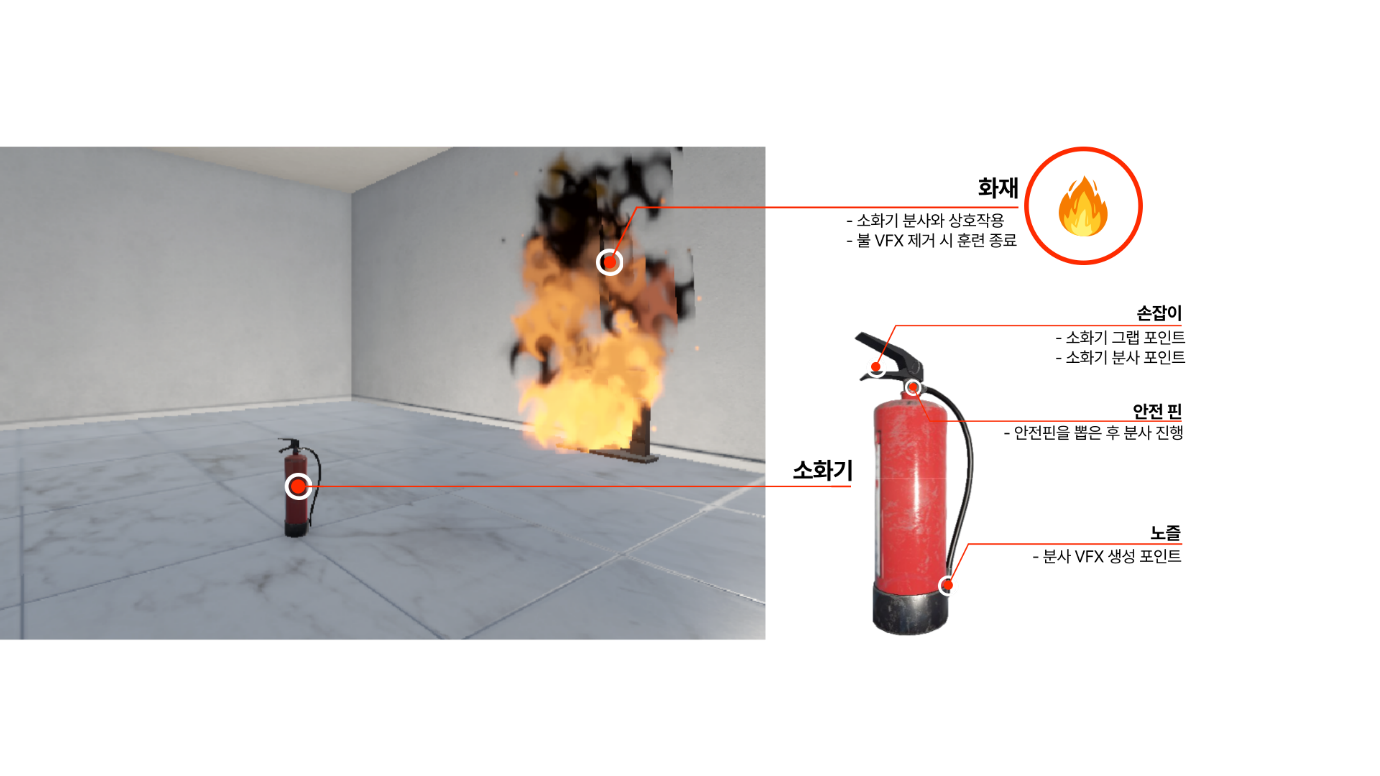 화재
- 소화기 분사와 상호작용
- 불 VFX 제거 시 훈련 종료
손잡이
- 소화기 그랩 포인트
- 소화기 분사 포인트
안전 핀
- 안전핀을 뽑은 후 분사 진행
소화기
노즐
- 분사 VFX 생성 포인트